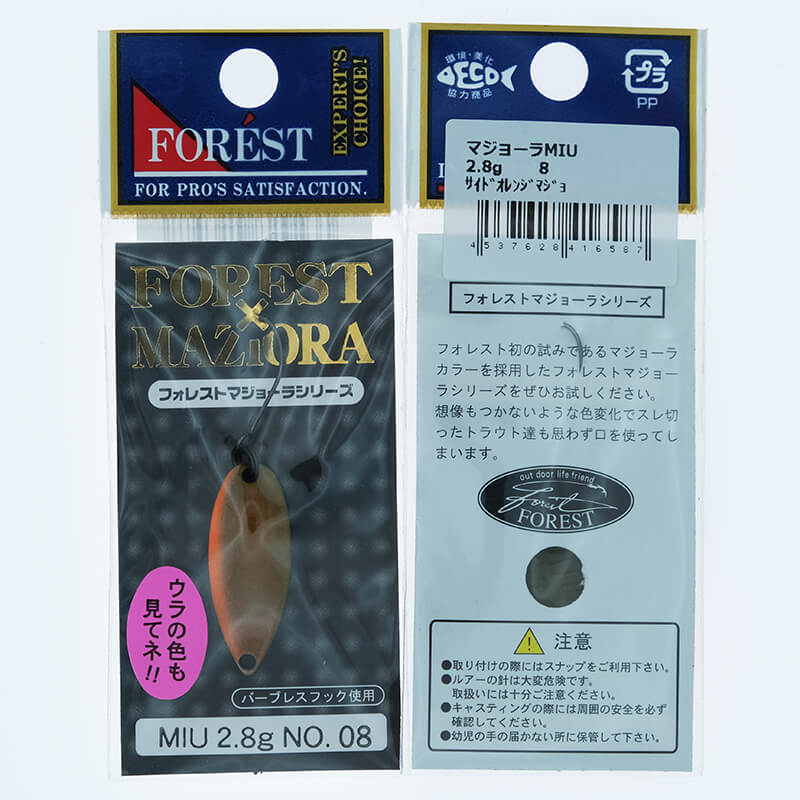 FORÉST
EXPERT'S
CHOICE!
FOR PRO'S SATISFACTION.
FOREST
×
MAZIORA
フォレストマジョーラシリーズ
ウラの色も
見てネ!!
バーブレスフック使用
MIU 2.8g NO. 08
環境・美化
ECO
協力商品
プラ
PP
マジョーラMIU
2.8g 8
ｻｲﾄﾞｵﾚﾝｼﾞﾏｼﾞｮ
4537628416587
フォレストマジョーラシリーズ
フォレスト初の試みであるマジョーラ
カラーを採用したフォレストマジョー
ラシリーズをぜひお試しください。
想像もつかないような色変化でスレ切
ったトラウト達も思わず口を使ってし
まいます。
out door life friend
Forest
FOREST
! 注意
●取り付けの際にはスナップをご利用下さい。
●ルアーの針は大変危険です。
取扱いには十分ご注意ください。
●キャスティングの際には周囲の安全を必ず
確認してください。
●幼児の手の届かない所に保管して下さい。